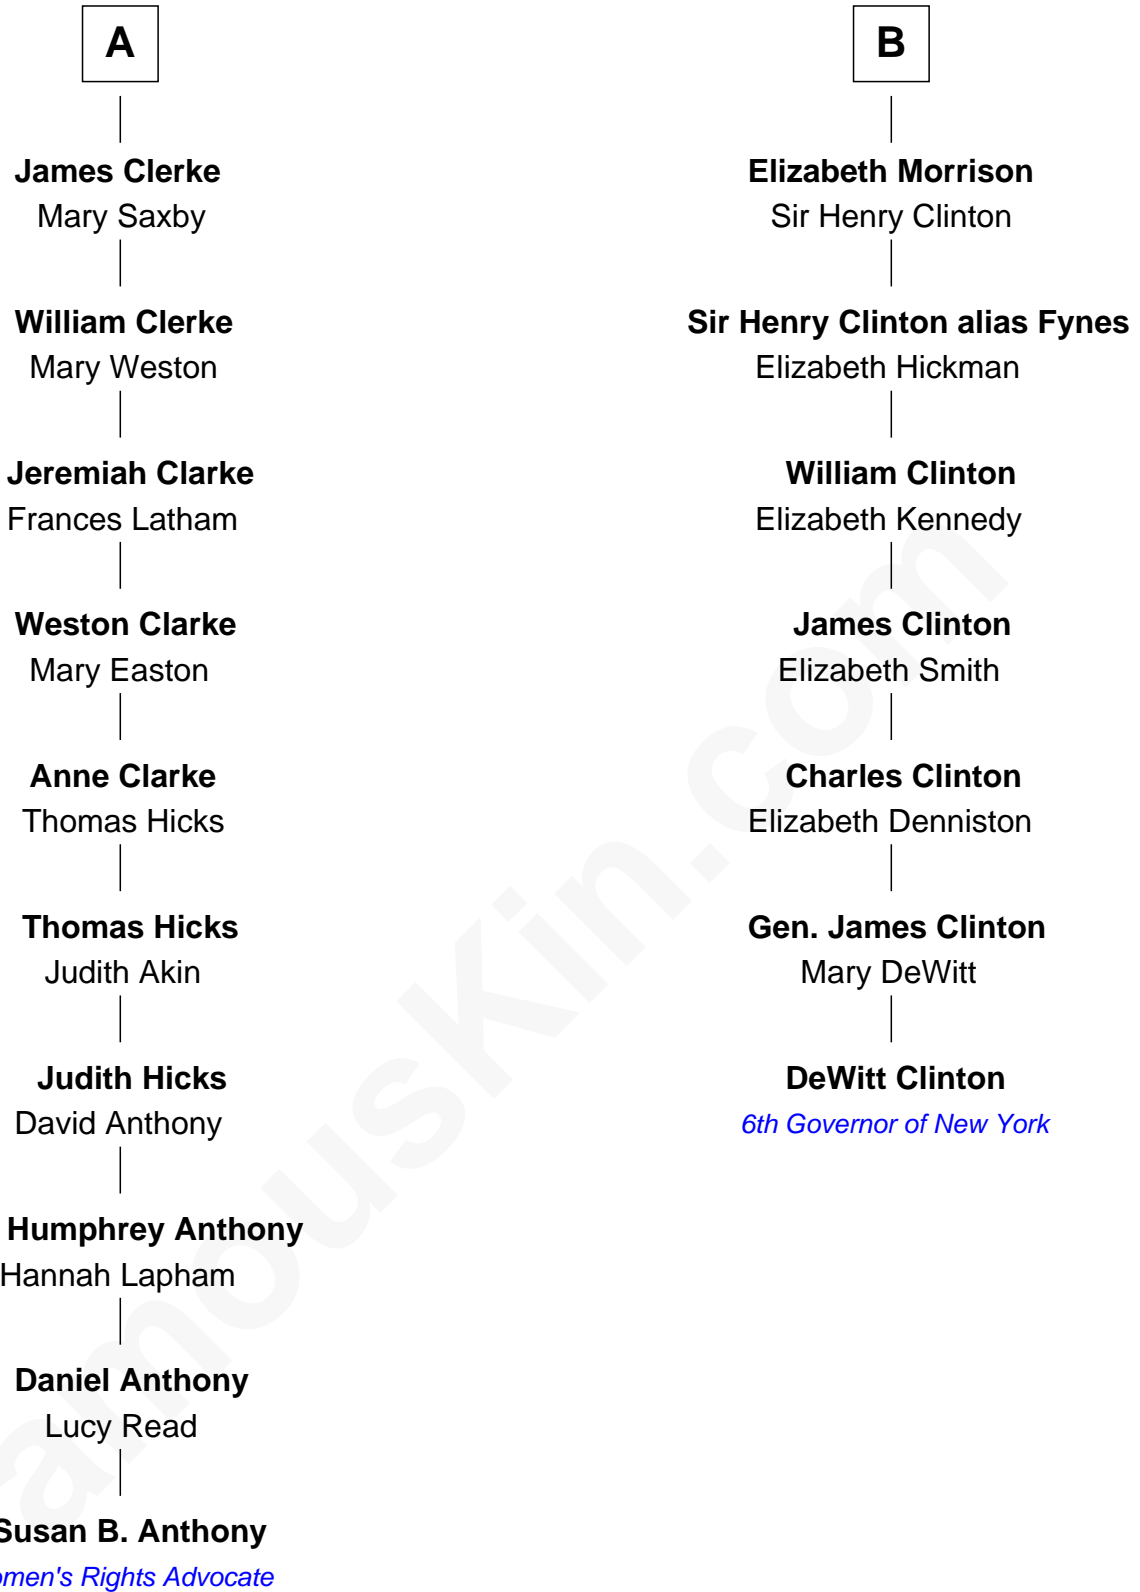 A
James Clerke
Mary Saxby
William Clerke
Mary Weston
Jeremiah Clarke
Frances Latham
Weston Clarke
Mary Easton
Anne Clarke
Thomas Hicks
Thomas Hicks
Judith Akin
Judith Hicks
David Anthony
Humphrey Anthony
Hannah Lapham
Daniel Anthony
Lucy Read
Susan B. Anthony
omen's Rights Advocate
B
Elizabeth Morrison
Sir Henry Clinton
Sir Henry Clinton alias Fynes
Elizabeth Hickman
William Clinton
Elizabeth Kennedy
James Clinton
Elizabeth Smith
Charles Clinton
Elizabeth Denniston
Gen. James Clinton
Mary DeWitt
DeWitt Clinton
6th Governor of New York
amousKin.com